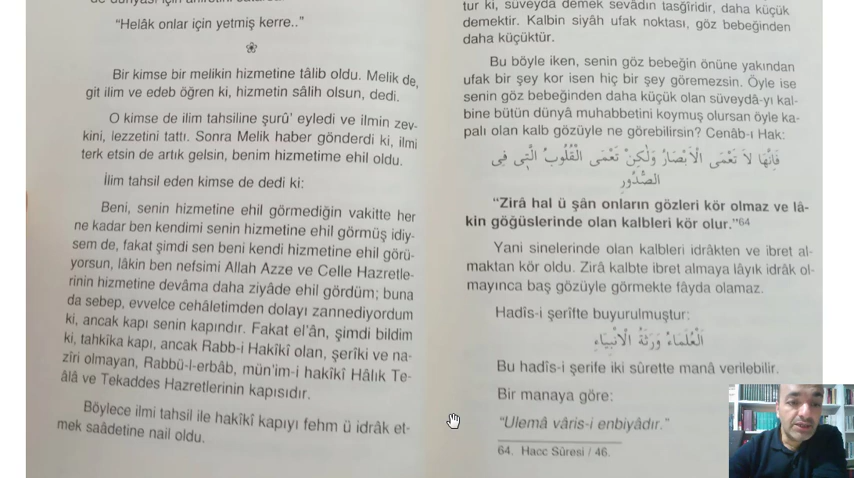 “Helâk onlar için yetmiş kerre..”
Bir kimse bir melikin hizmetine tâlib oldu. Melik de,
git ilim ve edeb öğren ki, hizmetin sâlih olsun, dedi.
O kimse de ilim tahsiline şurû’ eyledi ve ilmin zev-
kini, lezzetini tattı. Sonra Melik haber gönderdi ki, ilmi
terk etsin de artık gelsin, benim hizmetime ehil oldu.
İlim tahsil eden kimse de dedi ki:
Beni, senin hizmetine ehil görmediğin vakitte her
ne kadar ben kendimi senin hizmetine ehil görmüş idiy-
sem de, fakat şimdi sen beni kendi hizmetine ehil görü-
yorsun, lâkin ben nefsimi Allah Azze ve Celle Hazretle-
rinin hizmetine devâma daha ziyâde ehil gördüm; buna
da sebep, evvelce cehâletimden dolayı zannediyordum
ki, ancak kapı senin kapındır. Fakat el’ân, şimdi bildim
ki, tahkîka kapı, ancak Rabb-i Hakîkî olan, şerîki ve na-
zîri olmayan, Rabbü-l-erbâb, mün’im-i hakîkî Hâlık Te-
âlâ ve Tekaddes Hazretlerinin kapısıdır.
Böylece ilmi tahsil ile hakîkî kapıyı fehm ü idrâk et-
mek saâdetine nail oldu.
tur ki, süveydâ demek sevâdın tasğîridir, daha küçük
demektir. Kalbin siyâh ufak noktası, göz bebeğinden
daha küçüktür.
Bu böyle iken, senin göz bebeğin önüne yakından
ufak bir şey kor isen hiç bir şey göremezsin. Öyle ise
senin göz bebeğinden daha küçük olan süveydâ-yı kal-
bine bütün dünyâ muhabbetini koymuş olursan öyle ka-
palı olan kalb gözüyle ne görebilirsin? Cenâb-ı Hak:
فَاِنَّهَا لَا تَعْمَى الْاَبْصَارُ وَلٰكِنْ تَعْمَى الْقُلُوبُ الَّتِى فِى
الصُّدُورِ
“Zirâ hal ü şân onların gözleri kör olmaz ve lâ-
kin göğüslerinde olan kalbleri kör olur.”64
Yani sinelerinde olan kalbleri idrâkten ve ibret al-
maktan kör oldu. Zirâ kalbte ibret almaya lâyık idrâk ol-
mayınca baş gözüyle görmekte fâyda olamaz.
Hadîs-i şerîfte buyurulmuştur:
اَلْعُلَمَاءُ وَرَثَةُ الْاَنْبِيَاءِ
Bu hadîs-i şerife iki sûrette manâ verilebilir.
Bir manaya göre:
“Ulemâ vâris-i enbiyâdır.”
64. Hacc Sûresi / 46.